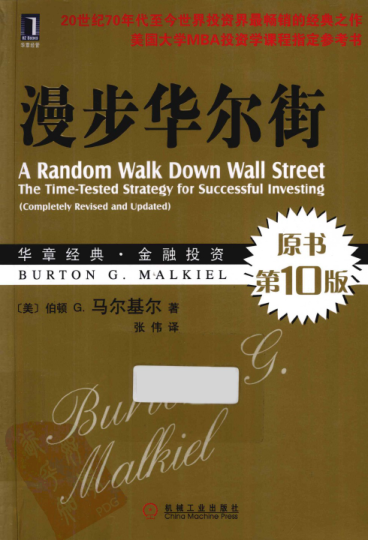 20世纪70年代至今世界投资界最畅销的经典之作
美国大学MBA投资学课程指定参考书
华章经管
漫步华尔街
A Random Walk Down Wall Street
The Time-Tested Strategy for Successful Investing
(Completely Revised and Updated)
华章经典·金融投资
BURTON G. MALKIEL
原书
第10版
〔美〕伯顿 G. 马尔基尔 著
张伟 译
Burton G.
Malkiel
机械工业出版社
China Machine Press